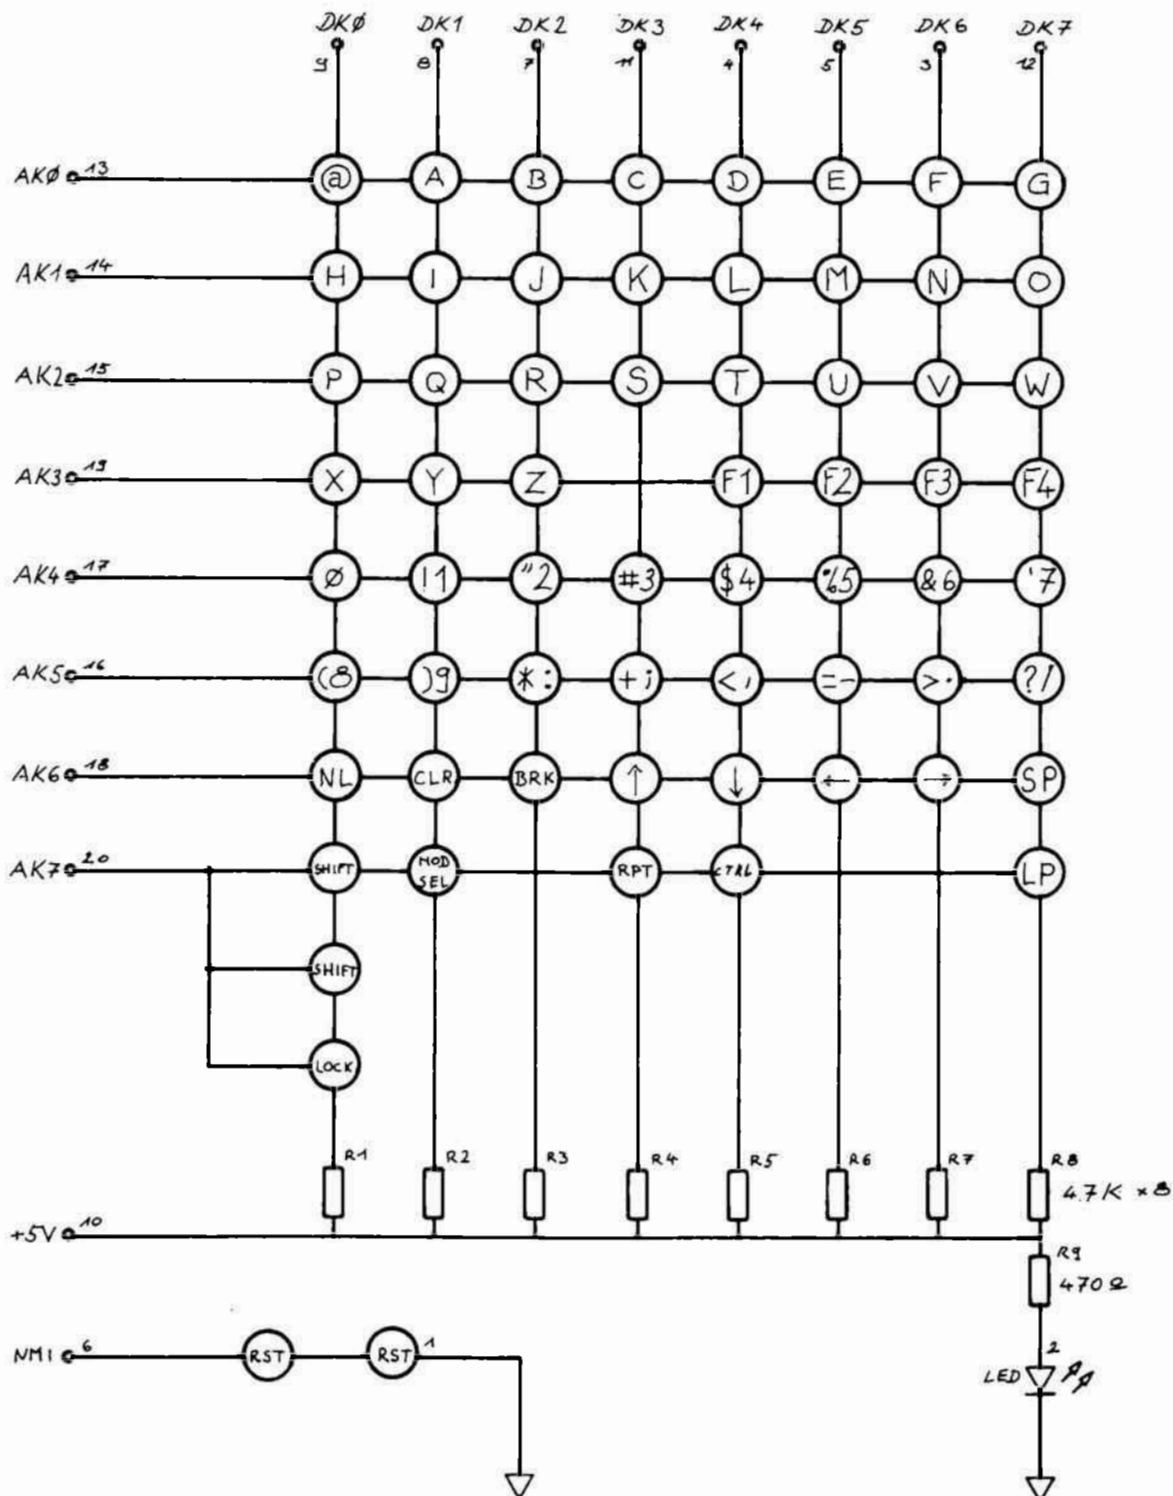 DKØ DK1 DK2 DK3 DK4 DK5 DK6 DK7
9 8 7 11 4 5 3 12
AKØ 13 @ A B C D E F G
AK1 14 H I J K L M N O
AK2 15 P Q R S T U V W
AK3 19 X Y Z F1 F2 F3 F4
AK4 17 Ø !1 "2 #3 $4 %5 &6 '7
AK5 16 (8 )9 *: +; <, =- >. ?/
AK6 18 NL CLR BRK ↑ ↓ ← → SP
AK7 20 SHIFT MOD SEL RPT CTRL LP
SHIFT
LOCK
R1 R2 R3 R4 R5 R6 R7 R8
4.7K ×8
+5V 10
R9
470Ω
NMI 6 RST RST 1
2
LED